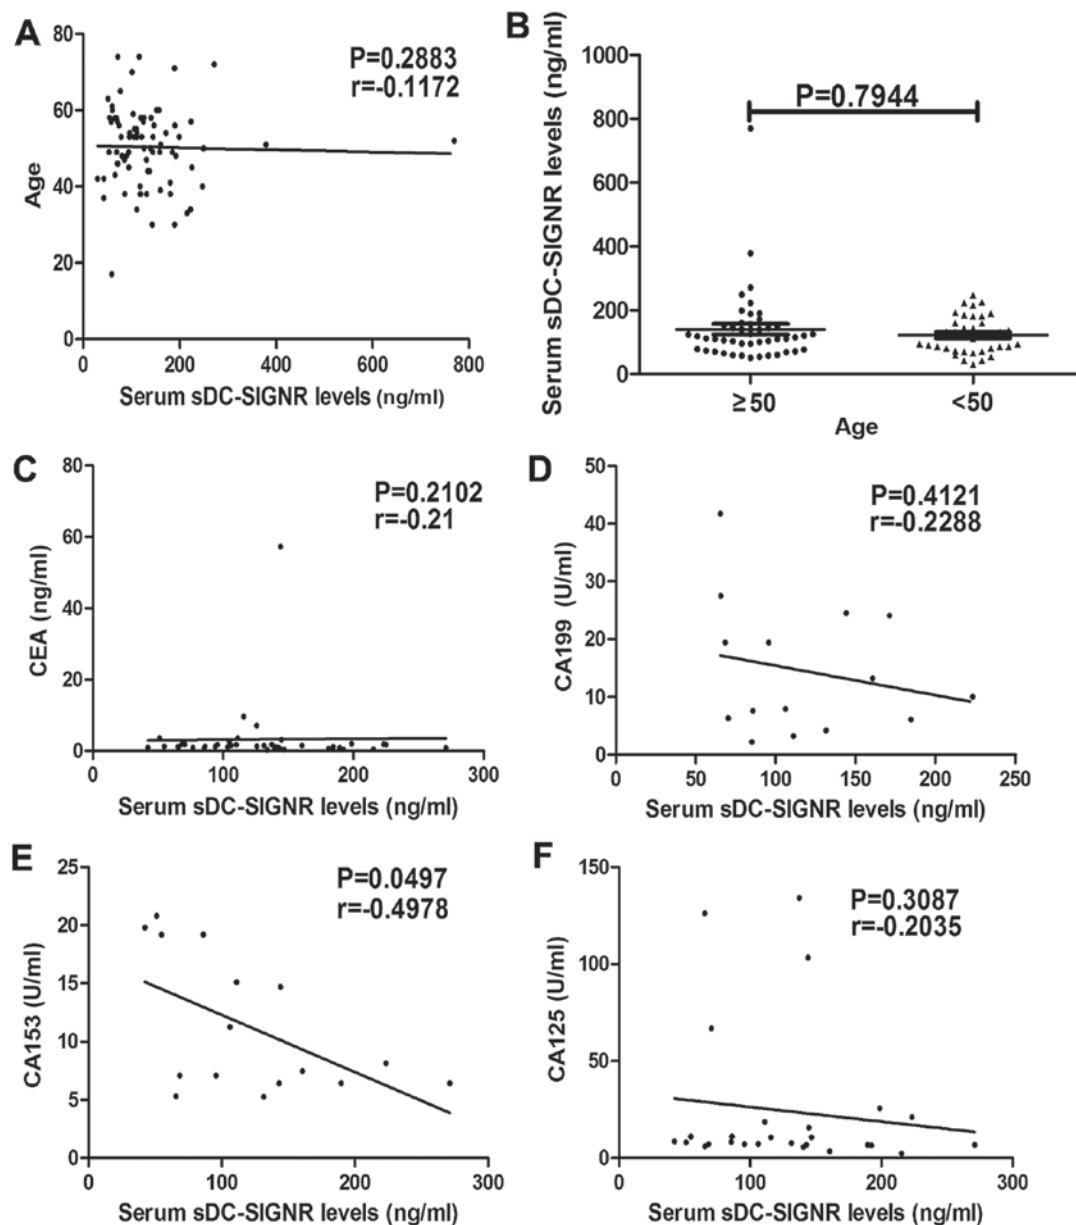 A
P=0.2883
r=-0.1172
Age
80
60
40
20
0
0 200 400 600 800
Serum sDC-SIGNR levels (ng/ml)
B
P=0.7944
Serum sDC-SIGNR levels (ng/ml)
1000
800
600
400
200
0
≥50 <50
Age
C
P=0.2102
r=-0.21
CEA (ng/ml)
80
60
40
20
0
0 100 200 300
Serum sDC-SIGNR levels (ng/ml)
D
P=0.4121
r=-0.2288
CA199 (U/ml)
50
40
30
20
10
0
0 50 100 150 200 250
Serum sDC-SIGNR levels (ng/ml)
E
P=0.0497
r=-0.4978
CA153 (U/ml)
25
20
15
10
5
0
0 100 200 300
Serum sDC-SIGNR levels (ng/ml)
F
P=0.3087
r=-0.2035
CA125 (U/ml)
150
100
50
0
0 100 200 300
Serum sDC-SIGNR levels (ng/ml)